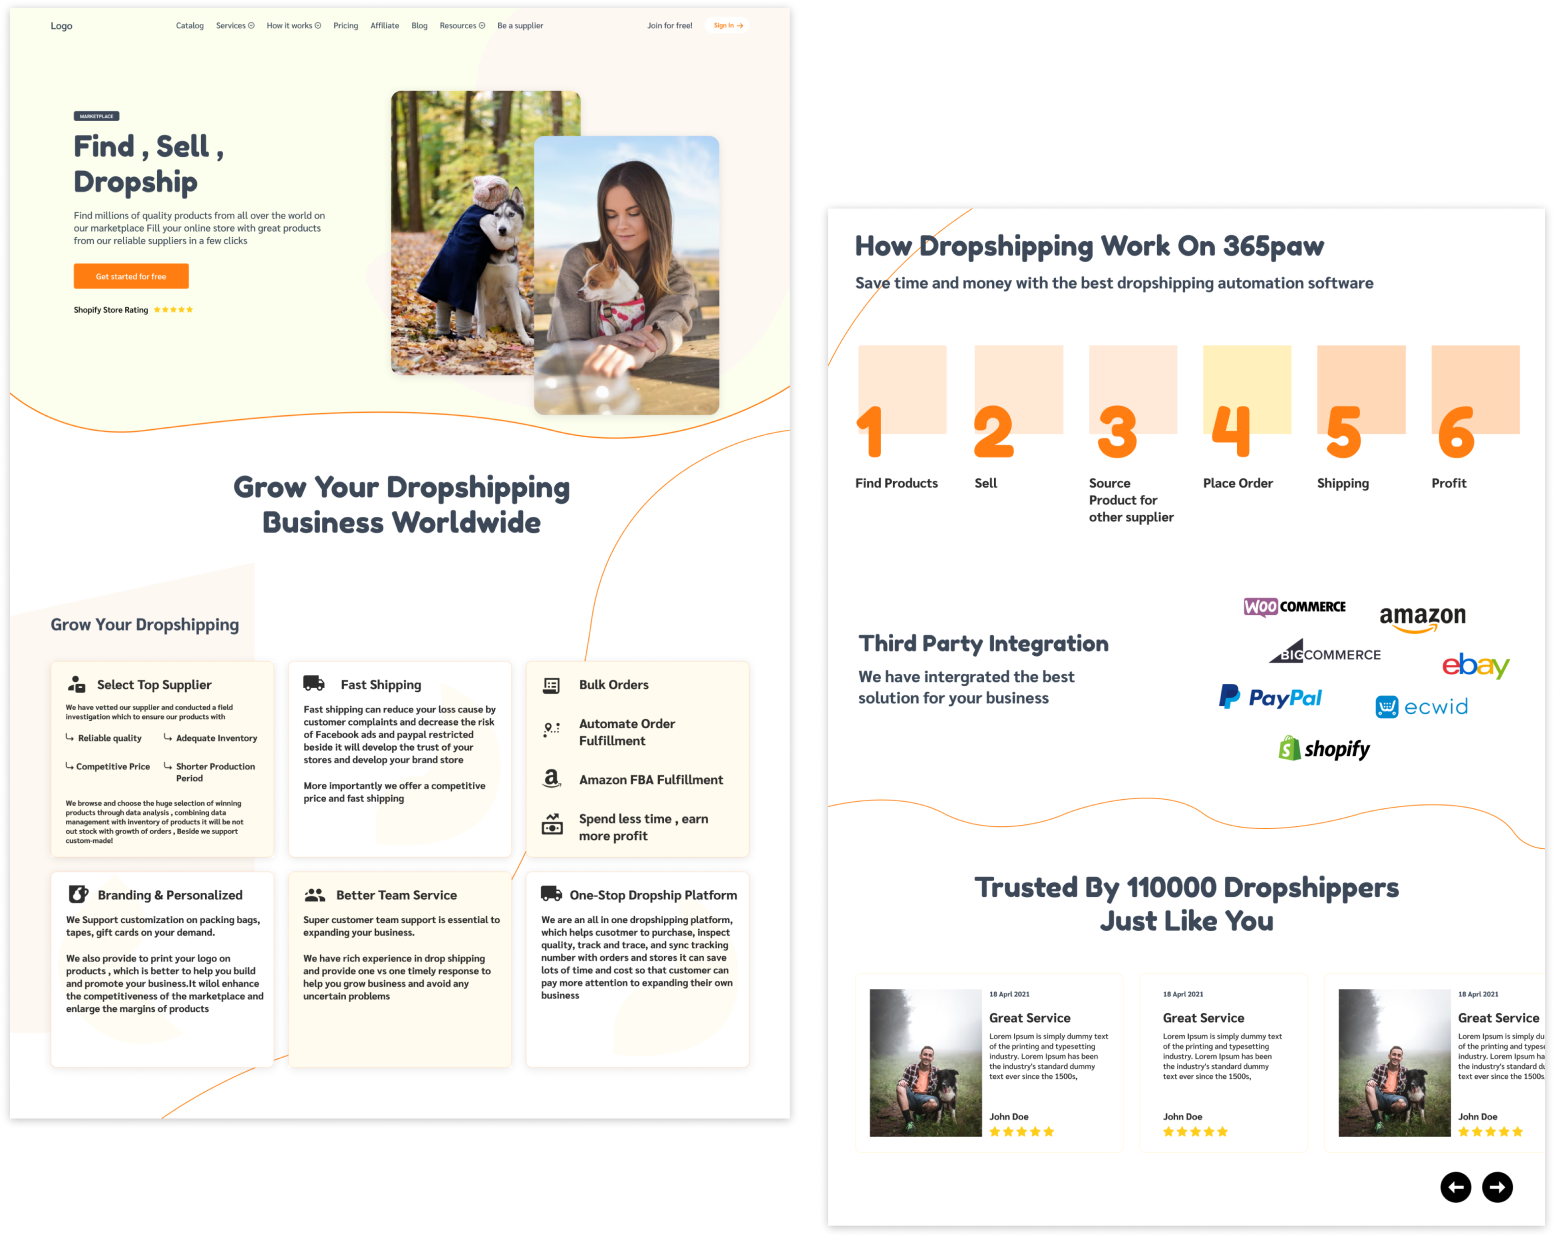 Logo
Catalog Services How it works Pricing Affiliate Blog Resources Be a supplier
Join for free! Sign In
MARKETPLACE
Find , Sell ,
Dropship
Find millions of quality products from all over the world on
our marketplace Fill your online store with great products
from our reliable suppliers in a few clicks
Get started for free
Shopify Store Rating
Grow Your Dropshipping
Business Worldwide
Grow Your Dropshipping
Select Top Supplier
We have vetted our supplier and conducted a field
investigation which to ensure our products with
Reliable quality
Adequate Inventory
Competitive Price
Shorter Production
Period
We browse and choose the huge selection of winning
products through data analysis , combining data
management with inventory of products it will be not
out stock with growth of orders , Beside we support
custom-made!
Fast Shipping
Fast shipping can reduce your loss cause by
customer complaints and decrease the risk
of Facebook ads and paypal restricted
beside it will develop the trust of your
stores and develop your brand store
More importantly we offer a competitive
price and fast shipping
Bulk Orders
Automate Order
Fulfillment
Amazon FBA Fulfillment
Spend less time , earn
more profit
Branding & Personalized
We Support customization on packing bags,
tapes, gift cards on your demand.
We also provide to print your logo on
products , which is better to help you build
and promote your business.It wilol enhance
the competitiveness of the marketplace and
enlarge the margins of products
Better Team Service
Super customer team support is essential to
expanding your business.
We have rich experience in drop shipping
and provide one vs one timely response to
help you grow business and avoid any
uncertain problems
One-Stop Dropship Platform
We are an all in one dropshipping platform,
which helps cusotmer to purchase, inspect
quality, track and trace, and sync tracking
number with orders and stores it can save
lots of time and cost so that customer can
pay more attention to expanding their own
business
How Dropshipping Work On 365paw
Save time and money with the best dropshipping automation software
1
Find Products
2
Sell
3
Source
Product for
other supplier
4
Place Order
5
Shipping
6
Profit
Third Party Integration
We have intergrated the best
solution for your business
WOOCOMMERCE
amazon
BIGCOMMERCE
ebay
PayPal
ecwid
shopify
Trusted By 110000 Dropshippers
Just Like You
18 Aprl 2021
Great Service
Lorem Ipsum is simply dummy text
of the printing and typesetting
industry. Lorem Ipsum has been
the industry's standard dummy
text ever since the 1500s,
John Doe
18 Aprl 2021
Great Service
Lorem Ipsum is simply dummy text
of the printing and typesetting
industry. Lorem Ipsum has been
the industry's standard dummy
text ever since the 1500s,
John Doe
18 Aprl 2021
Great Service
Lorem Ipsum is simply
of the printing and
industry. Lorem Ipsum
the industry's standard
text ever since the 1500s
John Doe